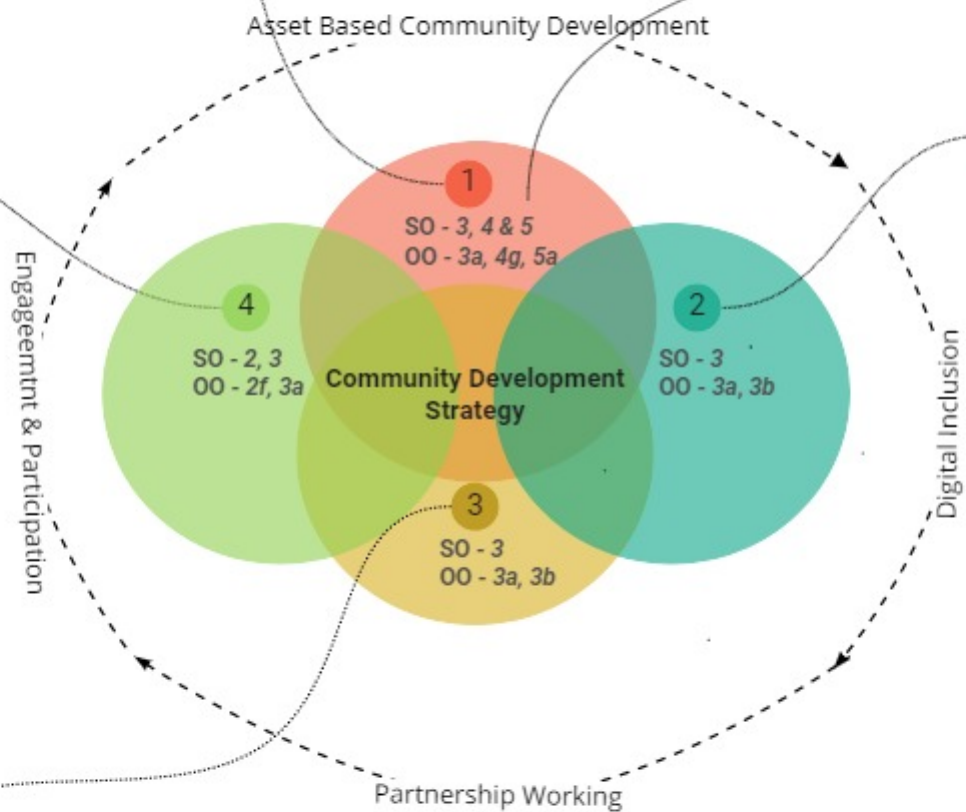 Asset Based Community Development
1
SO - 3, 4 & 5
OO - 3a, 4g, 5a
4
SO - 2, 3
OO - 2f, 3a
2
SO - 3
OO - 3a, 3b
Community Development
Strategy
3
SO - 3
OO - 3a, 3b
Engageemtnt & Participation
Digital Inclusion
Partnership Working